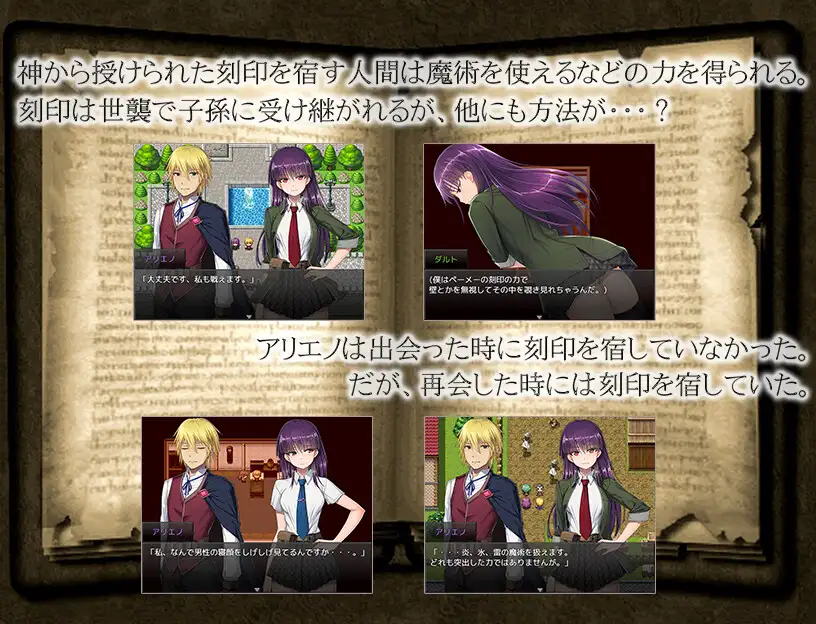 神から授けられた刻印を宿す人間は魔術を使えるなどの力を得られる。
刻印は世襲で子孫に受け継がれるが、他にも方法が・・・？
アリエノ
「大丈夫です、私も戦えます。」
ダルト
(僕はペーメーの刻印の力で
壁とかを無視してその中を覗き見れちゃうんだ。)
アリエノは出会った時に刻印を宿していなかった。
だが、再会した時には刻印を宿していた。
アリエノ
「私、なんで男性の寝顔をしげしげ見てるんですか・・・。」
アリエノ
「・・・炎、氷、雷の魔術を扱えます。
どれも突出した力ではありませんが。」